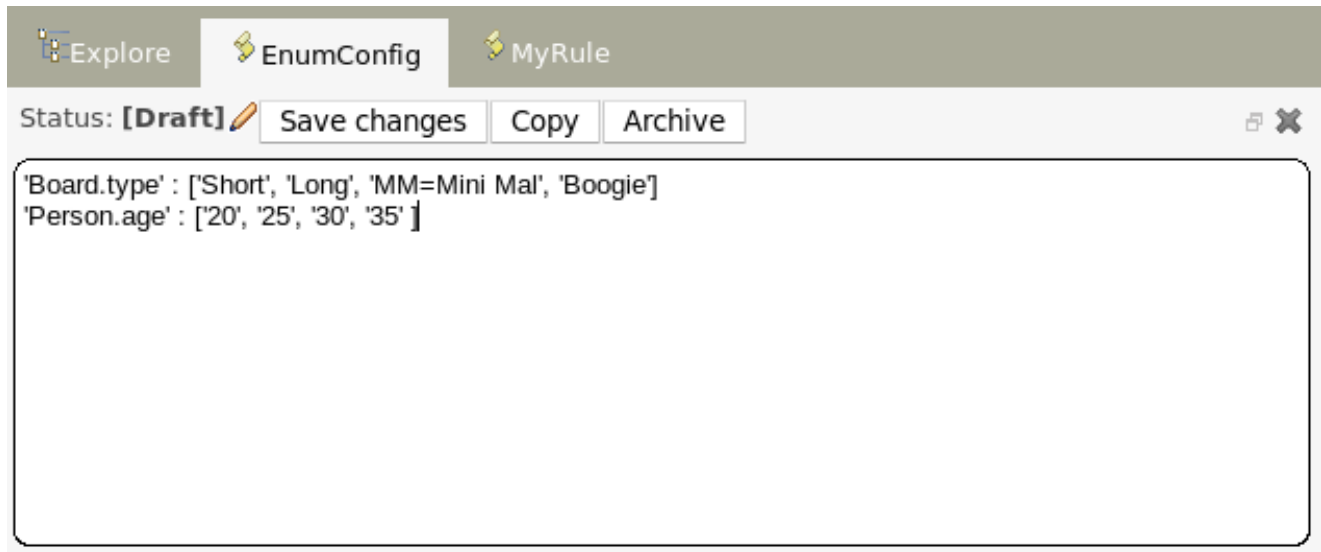 Explore EnumConfig MyRule
Status: [Draft] Save changes Copy Archive
'Board.type' : ['Short', 'Long', 'MM=Mini Mal', 'Boogie']
'Person.age' : ['20', '25', '30', '35' ]